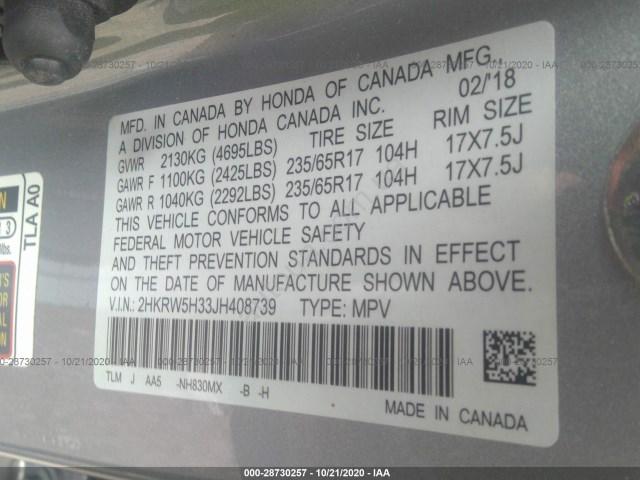 000-28730257 - 10/21/2020 - IAA
MFD. IN CANADA BY HONDA OF CANADA MFG.,
A DIVISION OF HONDA CANADA INC. 02/'18
GVWR 2130KG (4695LBS) TIRE SIZE RIM SIZE
GAWR F 1100KG (2425LBS) 235/65R17 104H 17X7.5J
GAWR R 1040KG (2292LBS) 235/65R17 104H 17X7.5J
THIS VEHICLE CONFORMS TO ALL APPLICABLE
FEDERAL MOTOR VEHICLE SAFETY
AND THEFT PREVENTION STANDARDS IN EFFECT
ON THE DATE OF MANUFACTURE SHOWN ABOVE.
V.I.N.: 2HKRW5H33JH408739 TYPE: MPV
TLM J AA5 -NH830MX -B -H
MADE IN CANADA
TLA A0
3
lbs.
000-28730257 - 10/21/2020 - IAA